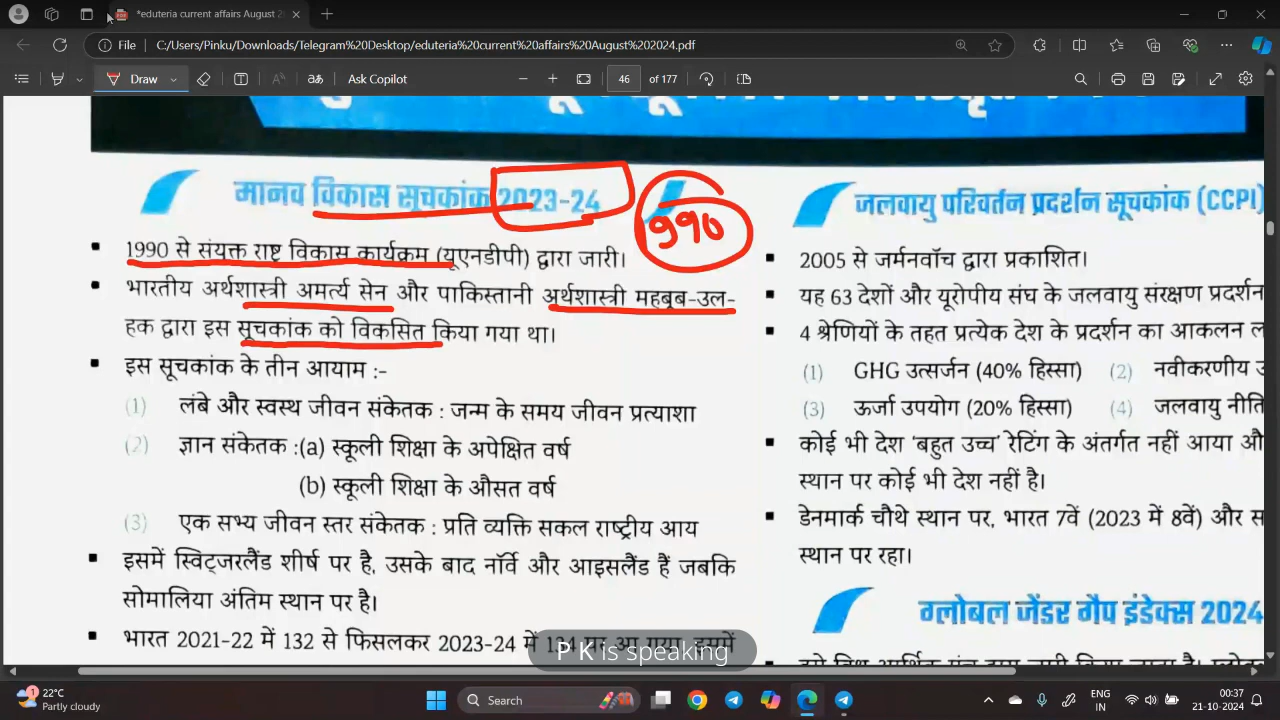 *eduteria current affairs August 2
File
C:/Users/Pinku/Downloads/Telegram%20Desktop/eduteria%20current%20affairs%20August%202024.pdf
Draw
Ask Copilot
46 of 177
मानव विकास सूचकांक 2023-24
990
▪ 1990 से संयुक्त राष्ट्र विकास कार्यक्रम (यूएनडीपी) द्वारा जारी।
▪ भारतीय अर्थशास्त्री अमर्त्य सेन और पाकिस्तानी अर्थशास्त्री महबूब-उल-
हक द्वारा इस सूचकांक को विकसित किया गया था।
▪ इस सूचकांक के तीन आयाम :-
(1) लंबे और स्वस्थ जीवन संकेतक : जन्म के समय जीवन प्रत्याशा
(2) ज्ञान संकेतक :(a) स्कूली शिक्षा के अपेक्षित वर्ष
(b) स्कूली शिक्षा के औसत वर्ष
(3) एक सभ्य जीवन स्तर संकेतक : प्रति व्यक्ति सकल राष्ट्रीय आय
▪ इसमें स्विट्जरलैंड शीर्ष पर है, उसके बाद नॉर्वे और आइसलैंड हैं जबकि
सोमालिया अंतिम स्थान पर है।
▪ भारत 2021-22 में 132 से फिसलकर 2023-24 में 134 पर आ गया, इसमें
जलवायु परिवर्तन प्रदर्शन सूचकांक (CCPI)
▪ 2005 से जर्मनवॉच द्वारा प्रकाशित।
▪ यह 63 देशों और यूरोपीय संघ के जलवायु संरक्षण प्रदर्शन
▪ 4 श्रेणियों के तहत प्रत्येक देश के प्रदर्शन का आकलन
(1) GHG उत्सर्जन (40% हिस्सा) (2) नवीकरणीय
(3) ऊर्जा उपयोग (20% हिस्सा) (4) जलवायु नीति
▪ कोई भी देश 'बहुत उच्च' रेटिंग के अंतर्गत नहीं आया
स्थान पर कोई भी देश नहीं है।
▪ डेनमार्क चौथे स्थान पर, भारत 7वें (2023 में 8वें) और
स्थान पर रहा।
ग्लोबल जेंडर गैप इंडेक्स 2024
P K is speaking
22°C
Partly cloudy
Search
ENG
IN
00:37
21-10-2024